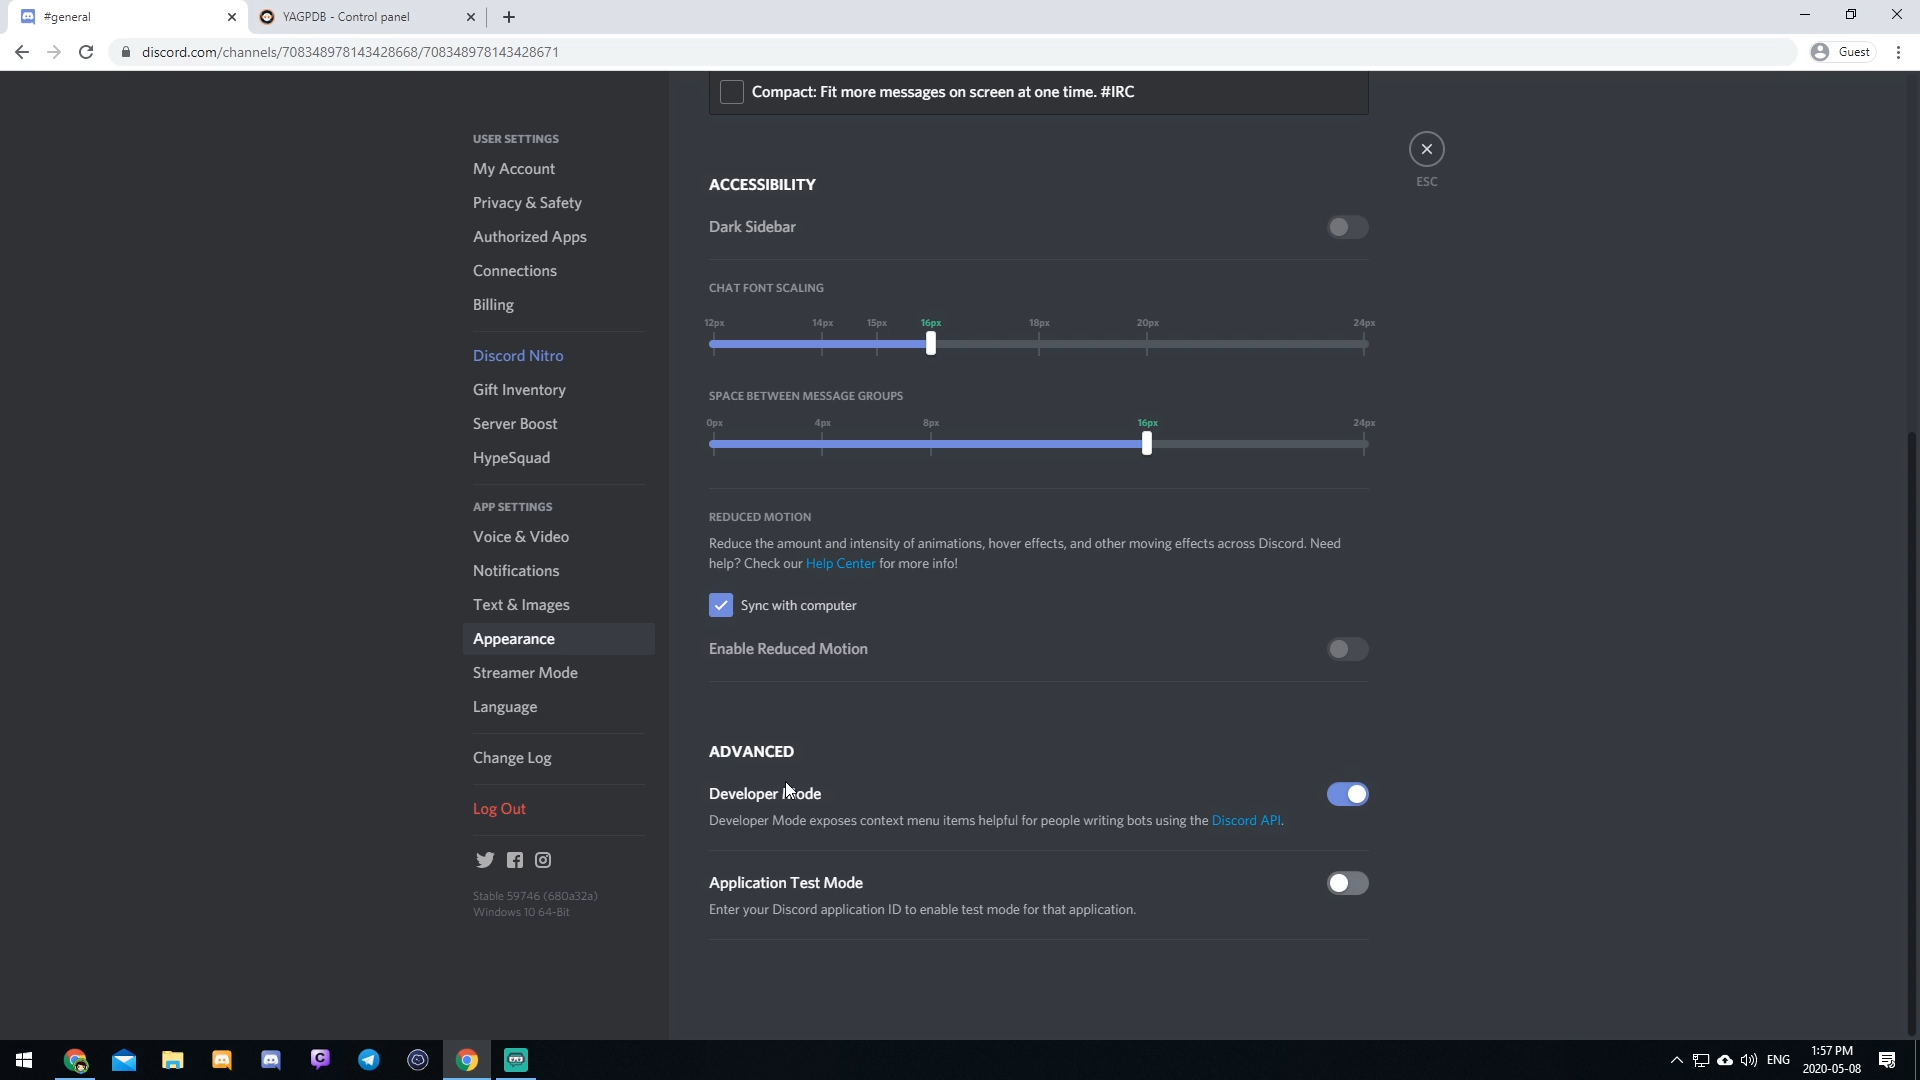 #general
YAGPDB - Control panel
discord.com/channels/708348978143428668/708348978143428671
Guest
Compact: Fit more messages on screen at one time. #IRC
USER SETTINGS
My Account
Privacy & Safety
Authorized Apps
Connections
Billing
Discord Nitro
Gift Inventory
Server Boost
HypeSquad
APP SETTINGS
Voice & Video
Notifications
Text & Images
Appearance
Streamer Mode
Language
Change Log
Log Out
Stable 59746 (680a32a)
Windows 10 64-Bit
ESC
ACCESSIBILITY
Dark Sidebar
CHAT FONT SCALING
12px 14px 15px 16px 18px 20px 24px
SPACE BETWEEN MESSAGE GROUPS
0px 4px 8px 16px 24px
REDUCED MOTION
Reduce the amount and intensity of animations, hover effects, and other moving effects across Discord. Need
help? Check our Help Center for more info!
Sync with computer
Enable Reduced Motion
ADVANCED
Developer Mode
Developer Mode exposes context menu items helpful for people writing bots using the Discord API.
Application Test Mode
Enter your Discord application ID to enable test mode for that application.
ENG
1:57 PM
2020-05-08